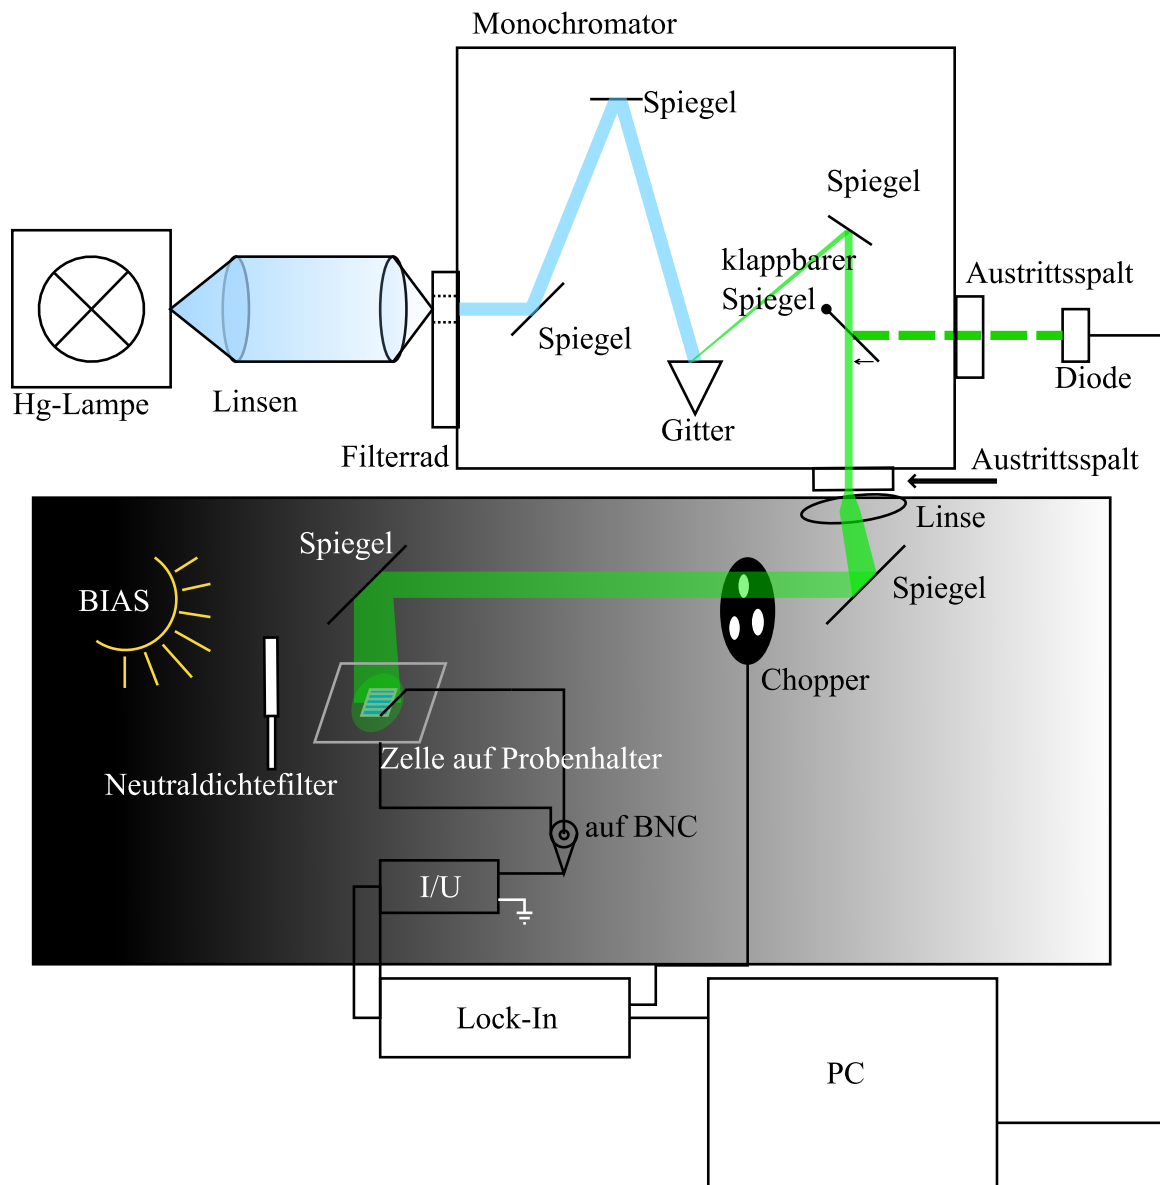 Monochromator
Spiegel
Spiegel
klappbarer
Spiegel
Austrittsspalt
Spiegel
Diode
Hg-Lampe
Linsen
Gitter
Filterrad
Austrittsspalt
Linse
Spiegel
Spiegel
BIAS
Chopper
Zelle auf Probenhalter
Neutraldichtefilter
auf BNC
I/U
Lock-In
PC